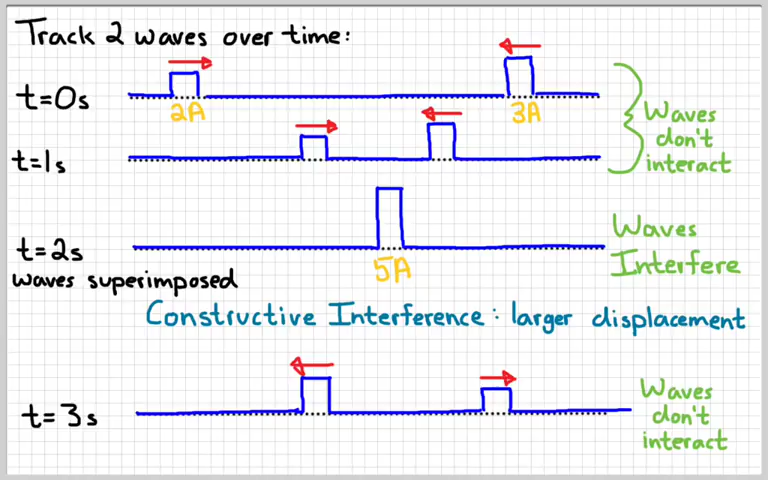 Track 2 waves over time:
t=0s
2A
3A
Waves
don't
interact
t=1s
t=2s
waves superimposed
5A
Waves
Interfere
Constructive Interference: larger displacement
t=3s
Waves
don't
interact